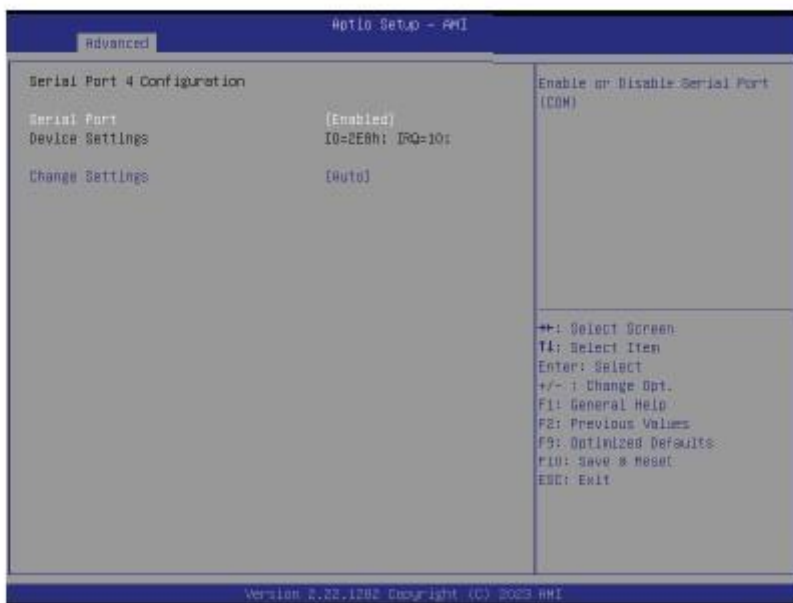 Aptio Setup - AMI
Advanced
Serial Port 4 Configuration
Serial Port [Enabled]
Device Settings IO=2E8h; IRQ=10;
Change Settings [Auto]
Enable or Disable Serial Port
(COM)
→←: Select Screen
↑↓: Select Item
Enter: Select
+/- : Change Opt.
F1: General Help
F2: Previous Values
F9: Optimized Defaults
F10: Save & Reset
ESC: Exit
Version 2.22.1282 Copyright (C) 2023 AMI